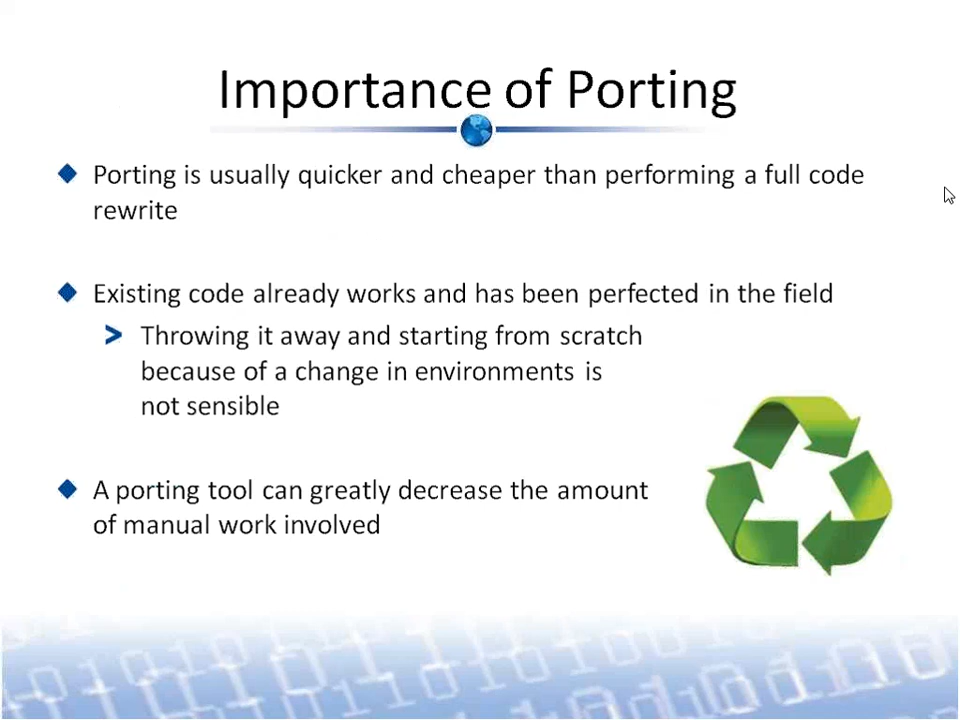 Importance of Porting
Porting is usually quicker and cheaper than performing a full code
rewrite
Existing code already works and has been perfected in the field
> Throwing it away and starting from scratch
because of a change in environments is
not sensible
A porting tool can greatly decrease the amount
of manual work involved